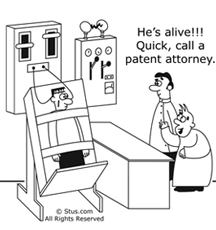 He's alive!!!
Quick, call a
patent attorney.
© Stus.com
All Rights Reserved